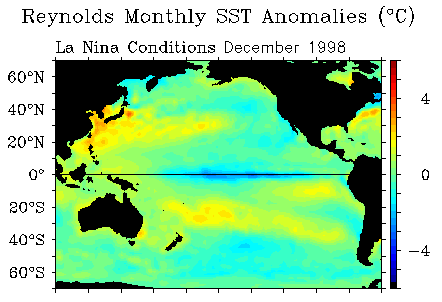 Reynolds Monthly SST Anomalies (°C)
La Nina Conditions December 1998
60°N
40°N
20°N
0°
20°S
40°S
60°S
4
0
−4